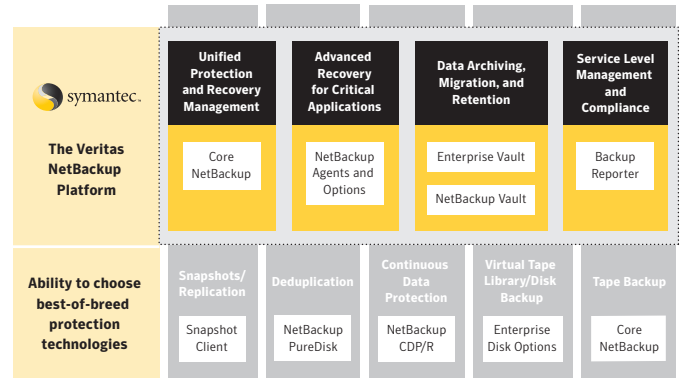 symantec.
The Veritas
NetBackup
Platform
Unified
Protection
and Recovery
Management
Core
NetBackup
Advanced
Recovery
for Critical
Applications
NetBackup
Agents and
Options
Data Archiving,
Migration, and
Retention
Enterprise Vault
NetBackup Vault
Service Level
Management
and
Compliance
Backup
Reporter
Ability to choose
best-of-breed
protection
technologies
Snapshots/
Replication
Snapshot
Client
Deduplication
NetBackup
PureDisk
Continuous
Data
Protection
NetBackup
CDP/R
Virtual Tape
Library/Disk
Backup
Enterprise
Disk Options
Tape Backup
Core
NetBackup